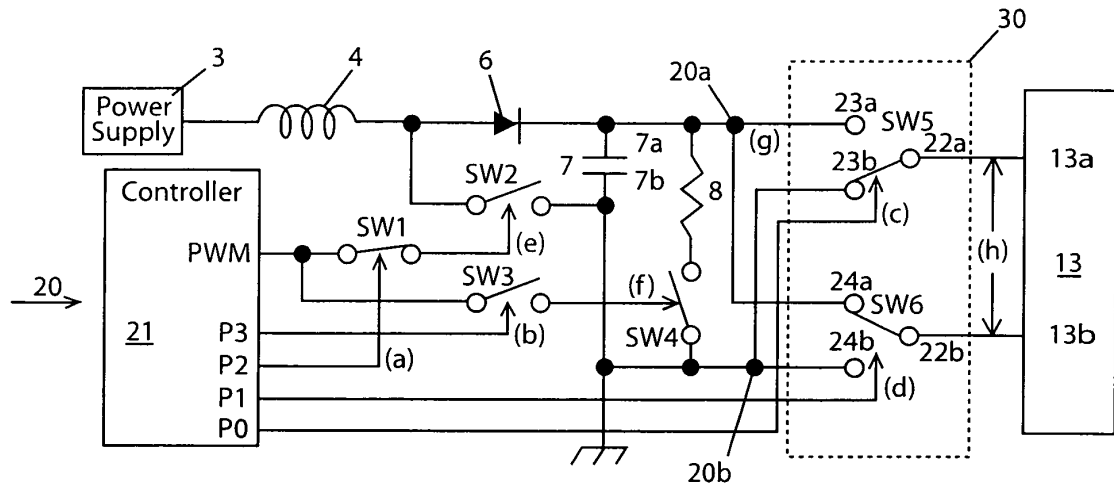 30
3
4
6
20a
Power
Supply
23a
SW5
7a
(g)
22a
7
7b
23b
13a
SW2
8
Controller
(c)
SW1
PWM
(e)
(h)
13
SW3
24a
20
(f)
SW6
21
P3
(b)
SW4
24b
22b
13b
P2
(a)
P1
(d)
P0
20b